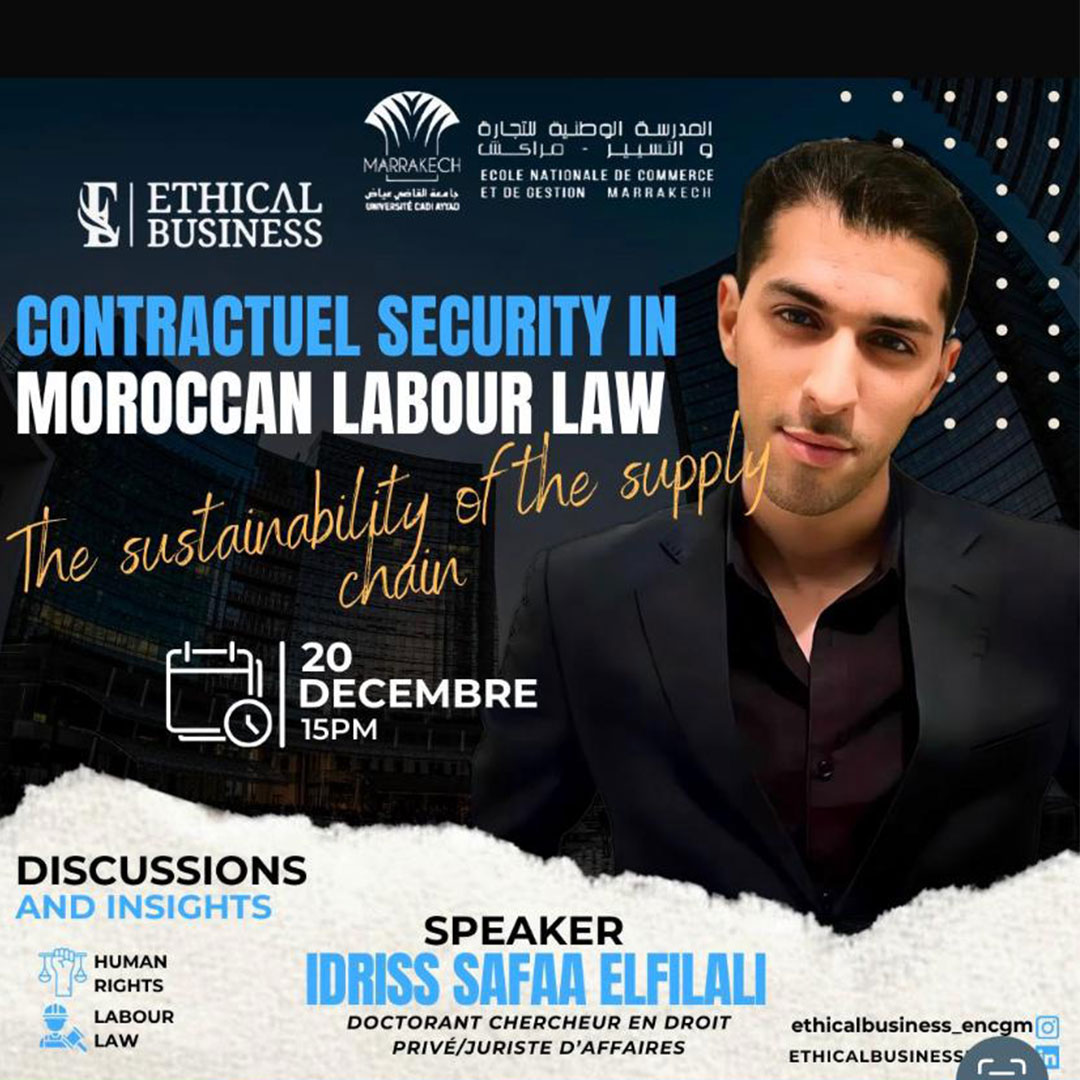 MARRAKECH
جامعة القاضي عياض
UNIVERSITÉ CADI AYYAD
المدرسة الوطنية للتجارة
و التسيير - مراكش
ECOLE NATIONALE DE COMMERCE
ET DE GESTION MARRAKECH
ETHICAL
BUSINESS
CONTRACTUEL SECURITY IN
MOROCCAN LABOUR LAW
The sustainability of the supply
chain
20
DECEMBRE
15PM
DISCUSSIONS
AND INSIGHTS
HUMAN
RIGHTS
LABOUR
LAW
SPEAKER
IDRISS SAFAA ELFILALI
DOCTORANT CHERCHEUR EN DROIT
PRIVÉ/JURISTE D'AFFAIRES
ethicalbusiness_encgm
ETHICALBUSINESS